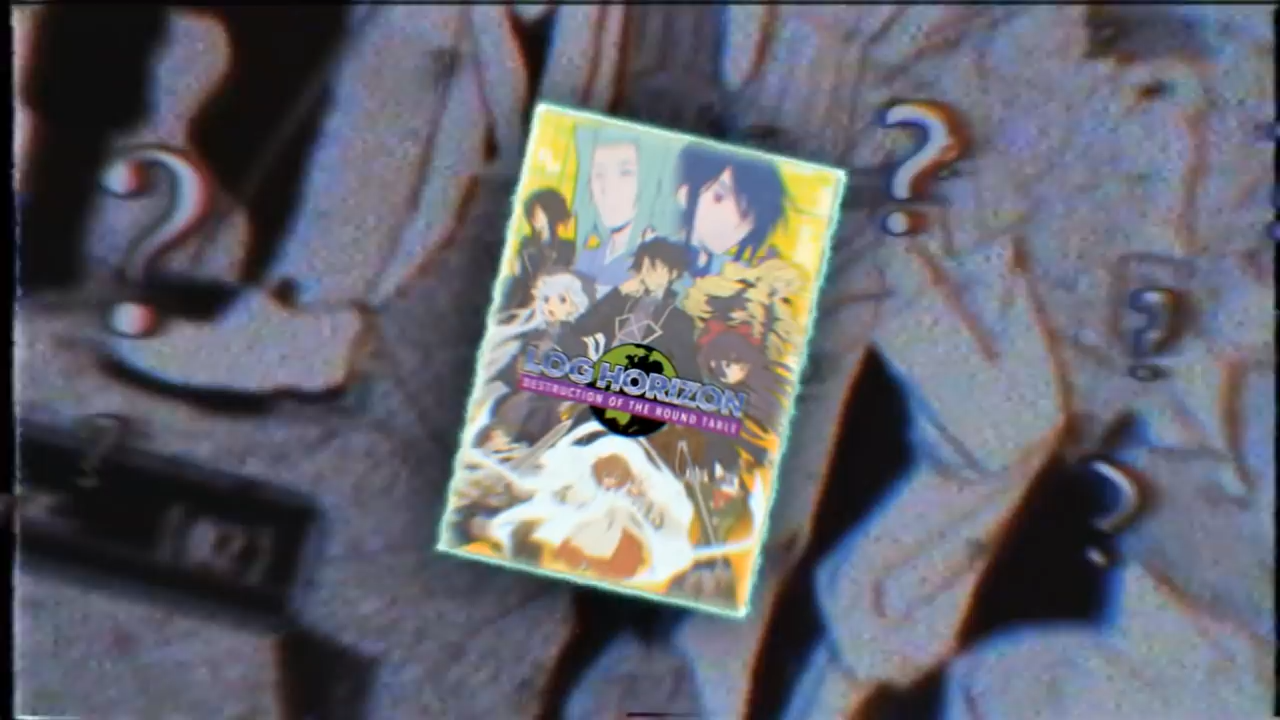 ?
?
?
LOG HORIZON
DESTRUCTION OF THE ROUND TABLE
?
?